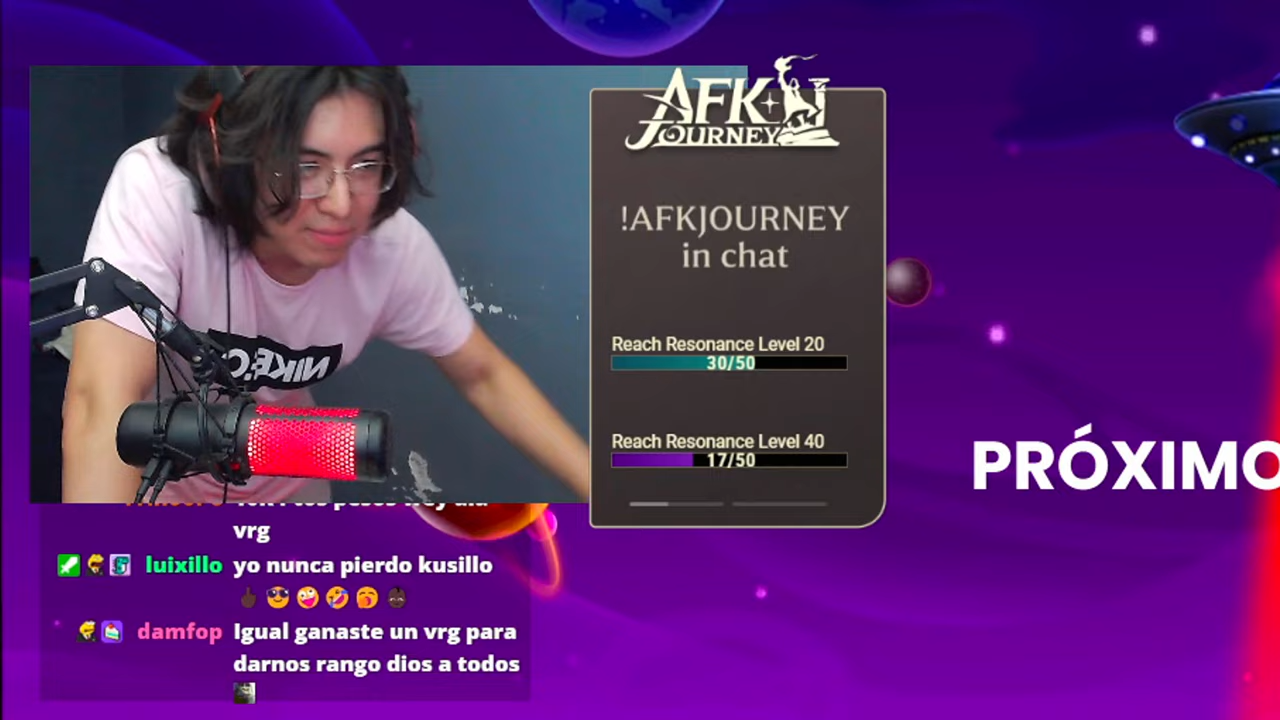 AFK
JOURNEY
!AFKJOURNEY
in chat
Reach Resonance Level 20
30/50
Reach Resonance Level 40
17/50
NIKE
PRÓXIMO
vrg
luixillo yo nunca pierdo kusillo
🖕🏿😎🤪🤣🥱
damfop Igual ganaste un vrg para
darnos rango dios a todos